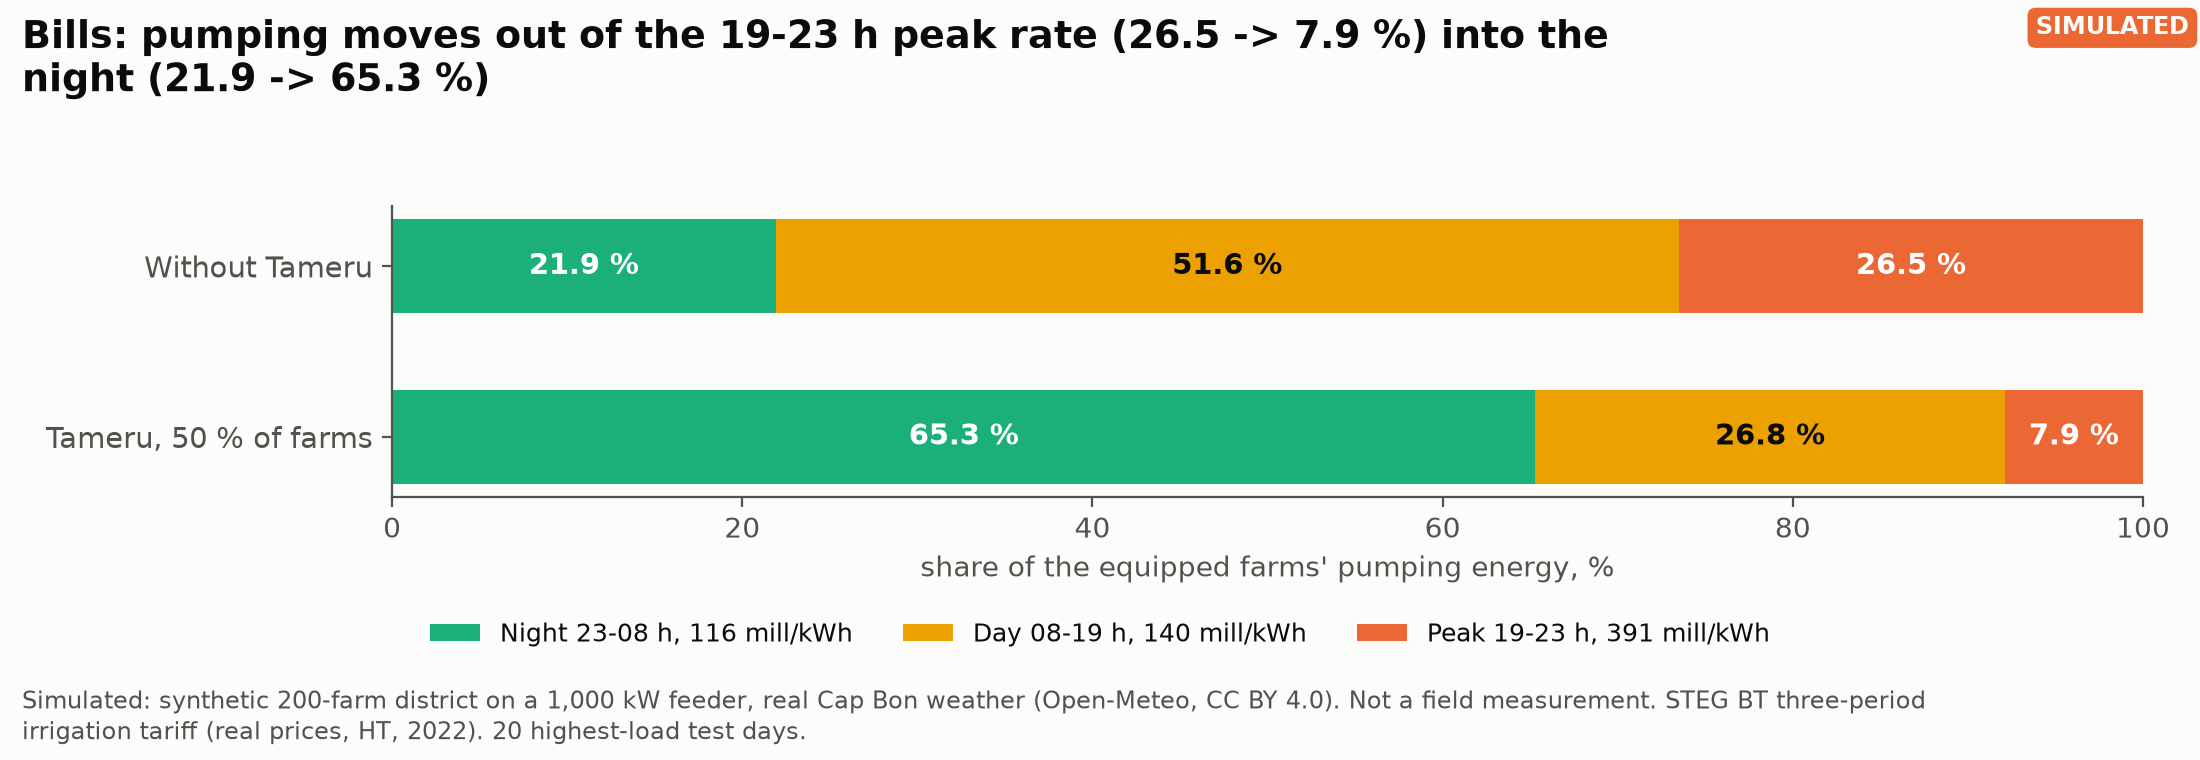 Bills: pumping moves out of the 19-23 h peak rate (26.5 -> 7.9 %) into the
night (21.9 -> 65.3 %)
SIMULATED
Without Tameru
21.9 %
51.6 %
26.5 %
Tameru, 50 % of farms
65.3 %
26.8 %
7.9 %
0
20
40
60
80
100
share of the equipped farms' pumping energy, %
Night 23-08 h, 116 mill/kWh
Day 08-19 h, 140 mill/kWh
Peak 19-23 h, 391 mill/kWh
Simulated: synthetic 200-farm district on a 1,000 kW feeder, real Cap Bon weather (Open-Meteo, CC BY 4.0). Not a field measurement. STEG BT three-period
irrigation tariff (real prices, HT, 2022). 20 highest-load test days.